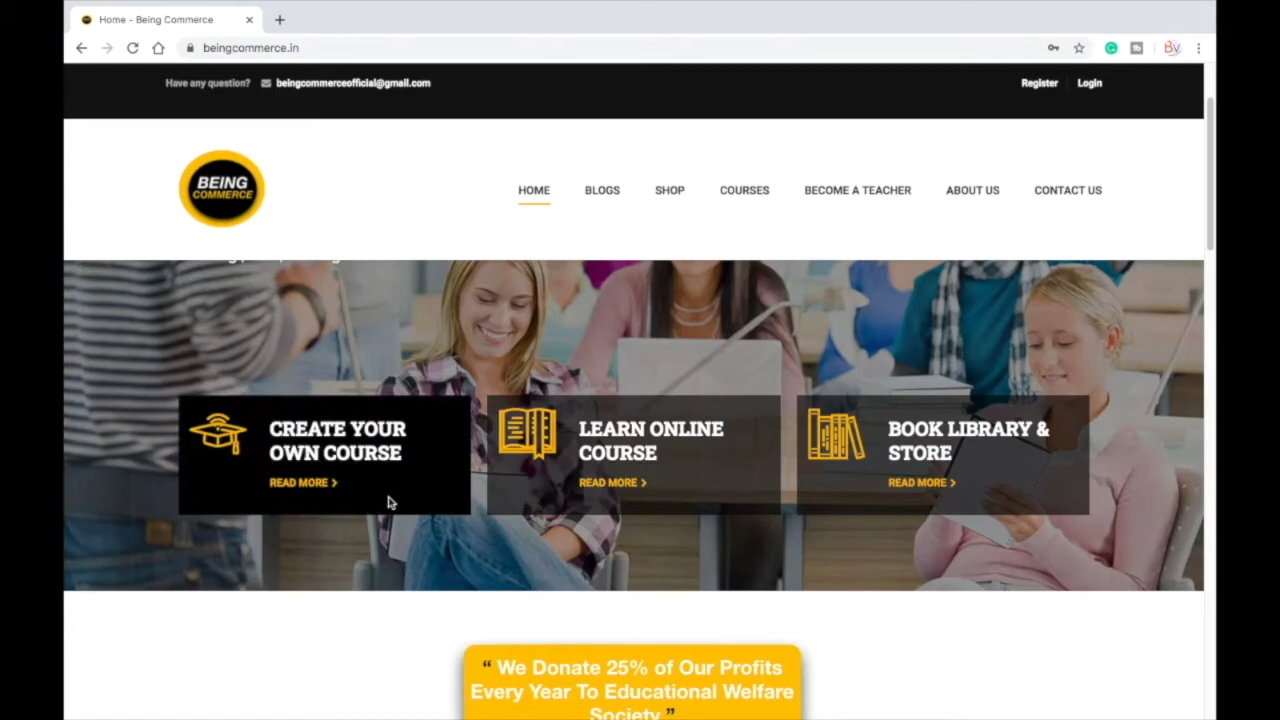 Home - Being Commerce
beingcommerce.in
Have any question? beingcommerceofficial@gmail.com
Register Login
BEING
COMMERCE
HOME BLOGS SHOP COURSES BECOME A TEACHER ABOUT US CONTACT US
CREATE YOUR
OWN COURSE
READ MORE >
LEARN ONLINE
COURSE
READ MORE >
BOOK LIBRARY &
STORE
READ MORE >
“ We Donate 25% of Our Profits
Every Year To Educational Welfare
Society ”